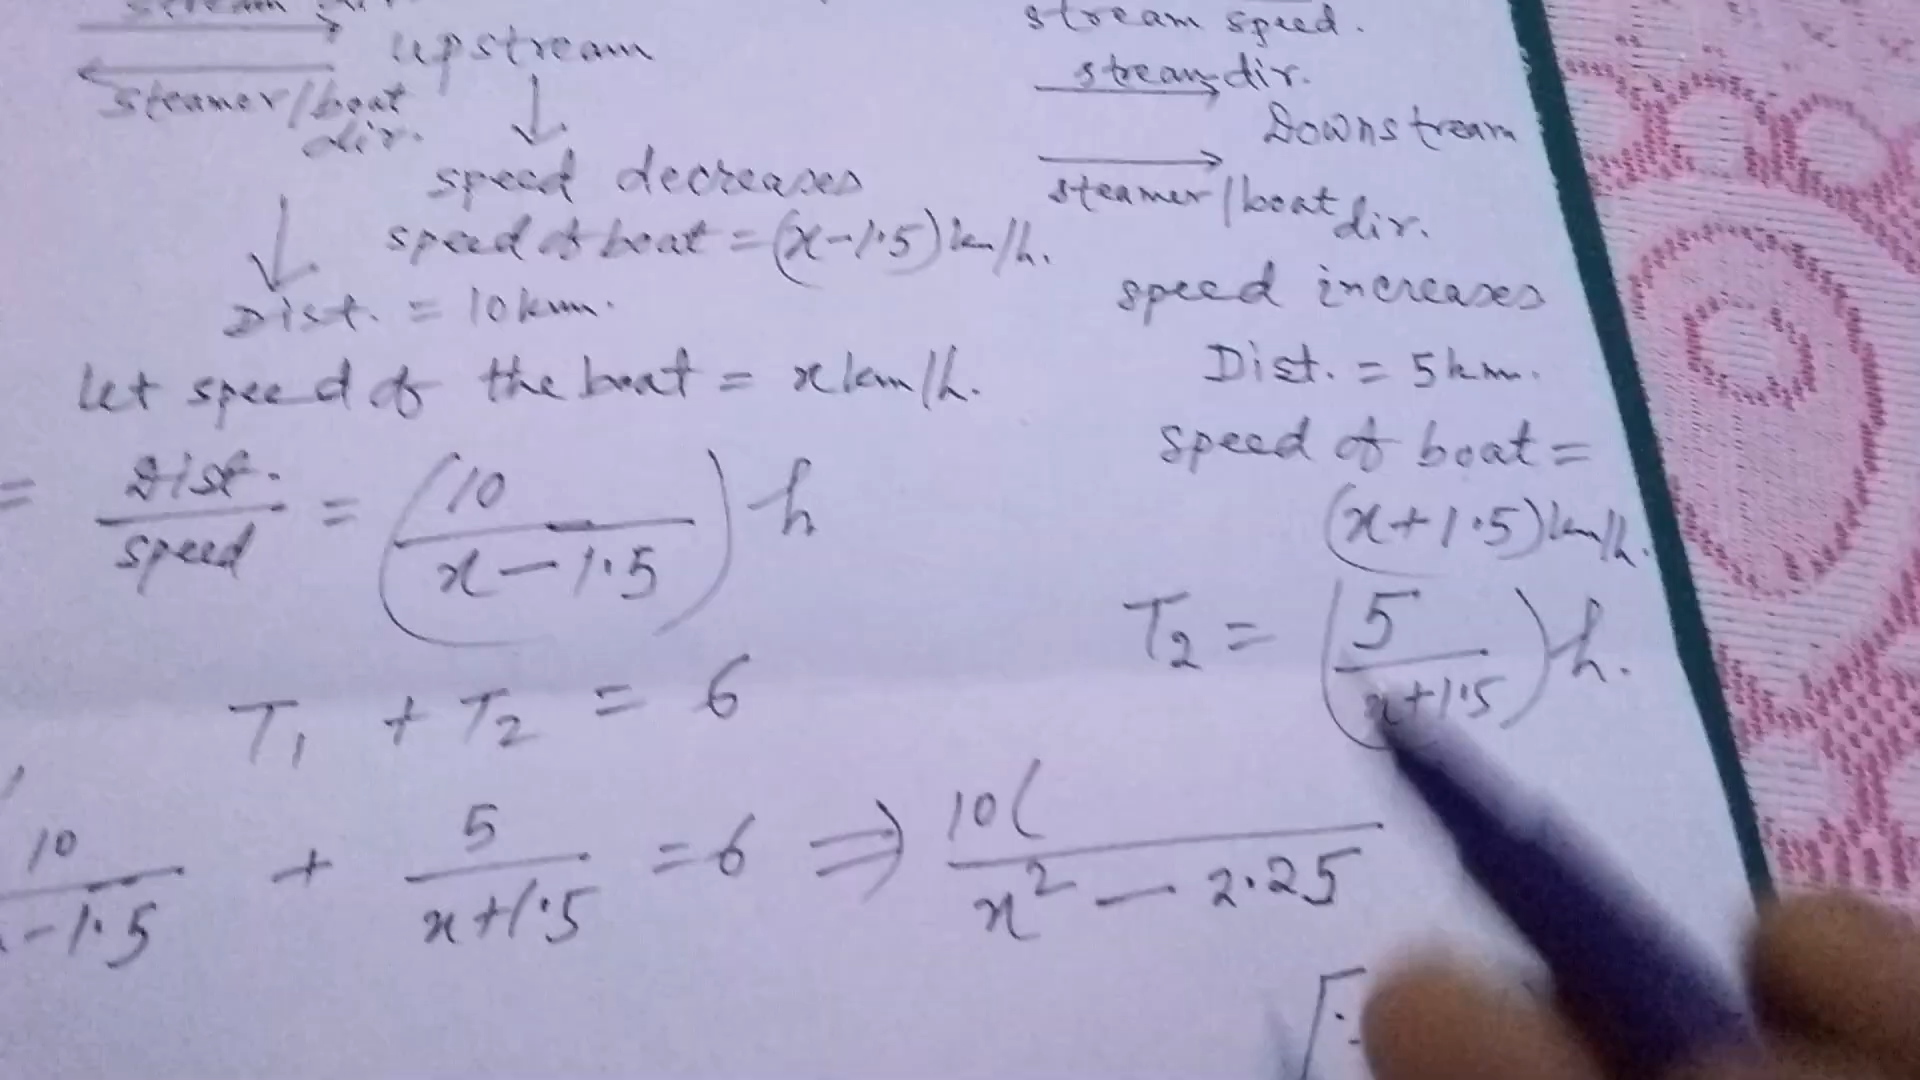 upstream
steamer/boat
dir.
speed decreases
speed of boat = (x-1.5) km/h.
Dist. = 10 km.
Let speed of the boat = x km/h.
= Dist. / speed = (10 / x-1.5) h
T1 + T2 = 6
10 / x-1.5 + 5 / x+1.5 = 6 ⇒ 10( / x² - 2.25
stream speed.
stream dir.
Downstream
steamer/boat dir.
speed increases
Dist. = 5 km.
speed of boat =
(x+1.5) km/h.
T2 = (5 / x+1.5) h.